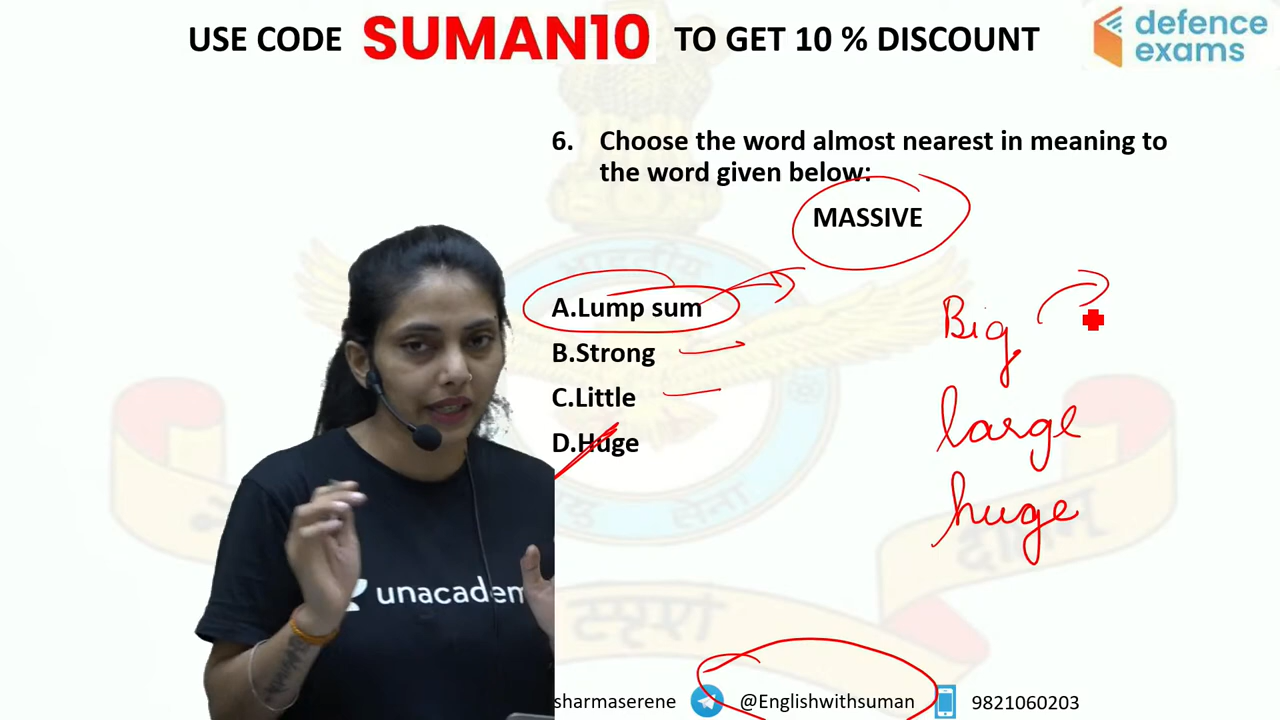 USE CODE SUMAN10 TO GET 10 % DISCOUNT
defence
exams
6. Choose the word almost nearest in meaning to
the word given below:
MASSIVE
A.Lump sum
B.Strong
C.Little
D.Huge
Big
large
huge
unacadem
sharmaserene @Englishwithsuman 9821060203